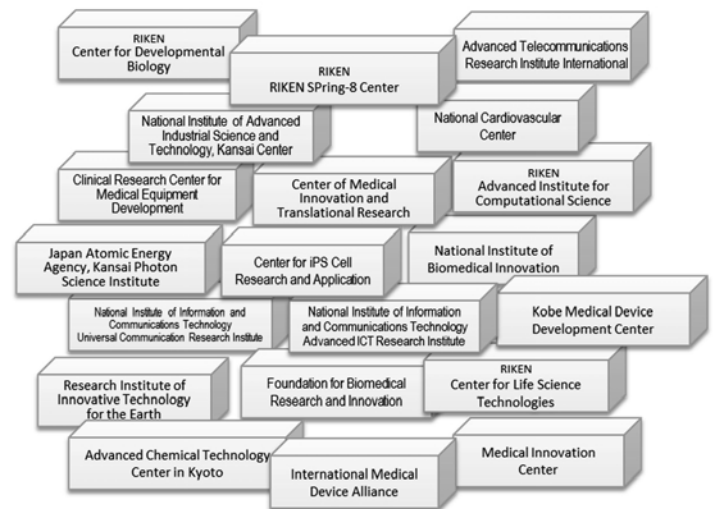 RIKEN
Center for Developmental
Biology
RIKEN
RIKEN SPring-8 Center
Advanced Telecommunications
Research Institute International
National Institute of Advanced
Industrial Science and
Technology, Kansai Center
National Cardiovascular
Center
Clinical Research Center for
Medical Equipment
Development
Center of Medical
Innovation and
Translational Research
RIKEN
Advanced Institute for
Computational Science
Japan Atomic Energy
Agency, Kansai Photon
Science Institute
Center for iPS Cell
Research and Application
National Institute of
Biomedical Innovation
National Institute of Information and
Communications Technology
Universal Communication Research Institute
National Institute of Information
and Communications Technology
Advanced ICT Research Institute
Kobe Medical Device
Development Center
Research Institute of
Innovative Technology
for the Earth
Foundation for Biomedical
Research and Innovation
RIKEN
Center for Life Science
Technologies
Advanced Chemical Technology
Center in Kyoto
International Medical
Device Alliance
Medical Innovation
Center